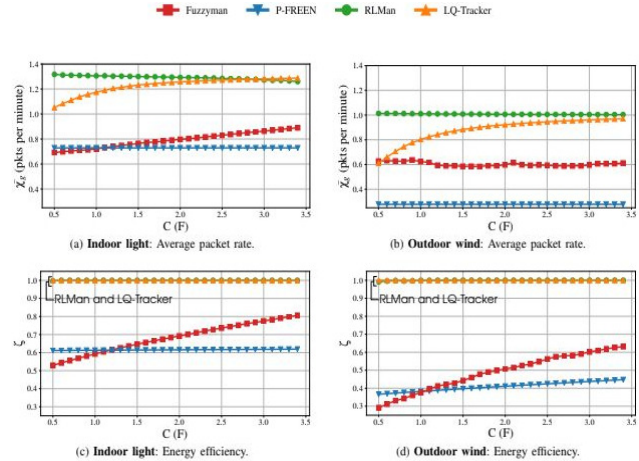 Fuzzyman P-FREEN RLMan LQ-Tracker
1.4
1.2
1.0
0.8
0.6
0.4
χ̄g (pkts per minute)
0.5 1.0 1.5 2.0 2.5 3.0 3.5
C (F)
(a) Indoor light: Average packet rate.
1.4
1.2
1.0
0.8
0.6
0.4
χ̄g (pkts per minute)
0.5 1.0 1.5 2.0 2.5 3.0 3.5
C (F)
(b) Outdoor wind: Average packet rate.
1.0
0.9
0.8
0.7
0.6
0.5
0.4
0.3
ζ
RLMan and LQ-Tracker
0.5 1.0 1.5 2.0 2.5 3.0 3.5
C (F)
(c) Indoor light: Energy efficiency.
1.0
0.9
0.8
0.7
0.6
0.5
0.4
0.3
ζ
RLMan and LQ-Tracker
0.5 1.0 1.5 2.0 2.5 3.0 3.5
C (F)
(d) Outdoor wind: Energy efficiency.